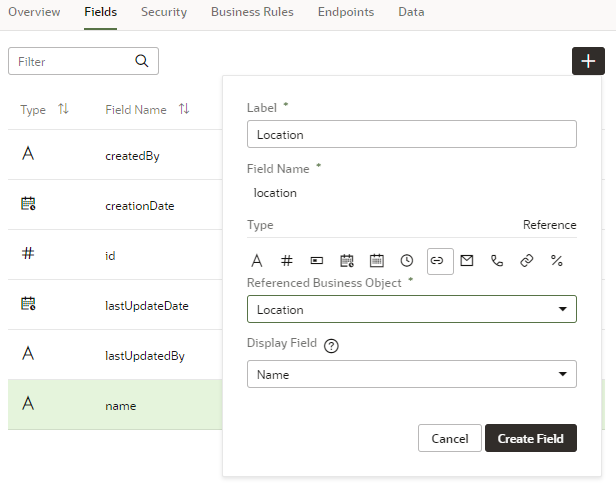 Overview Fields Security Business Rules Endpoints Data
Filter
Type Field Name
createdBy
creationDate
id
lastUpdateDate
lastUpdatedBy
name
Label *
Location
Field Name *
location
Type Reference
Referenced Business Object *
Location
Display Field ?
Name
Cancel Create Field